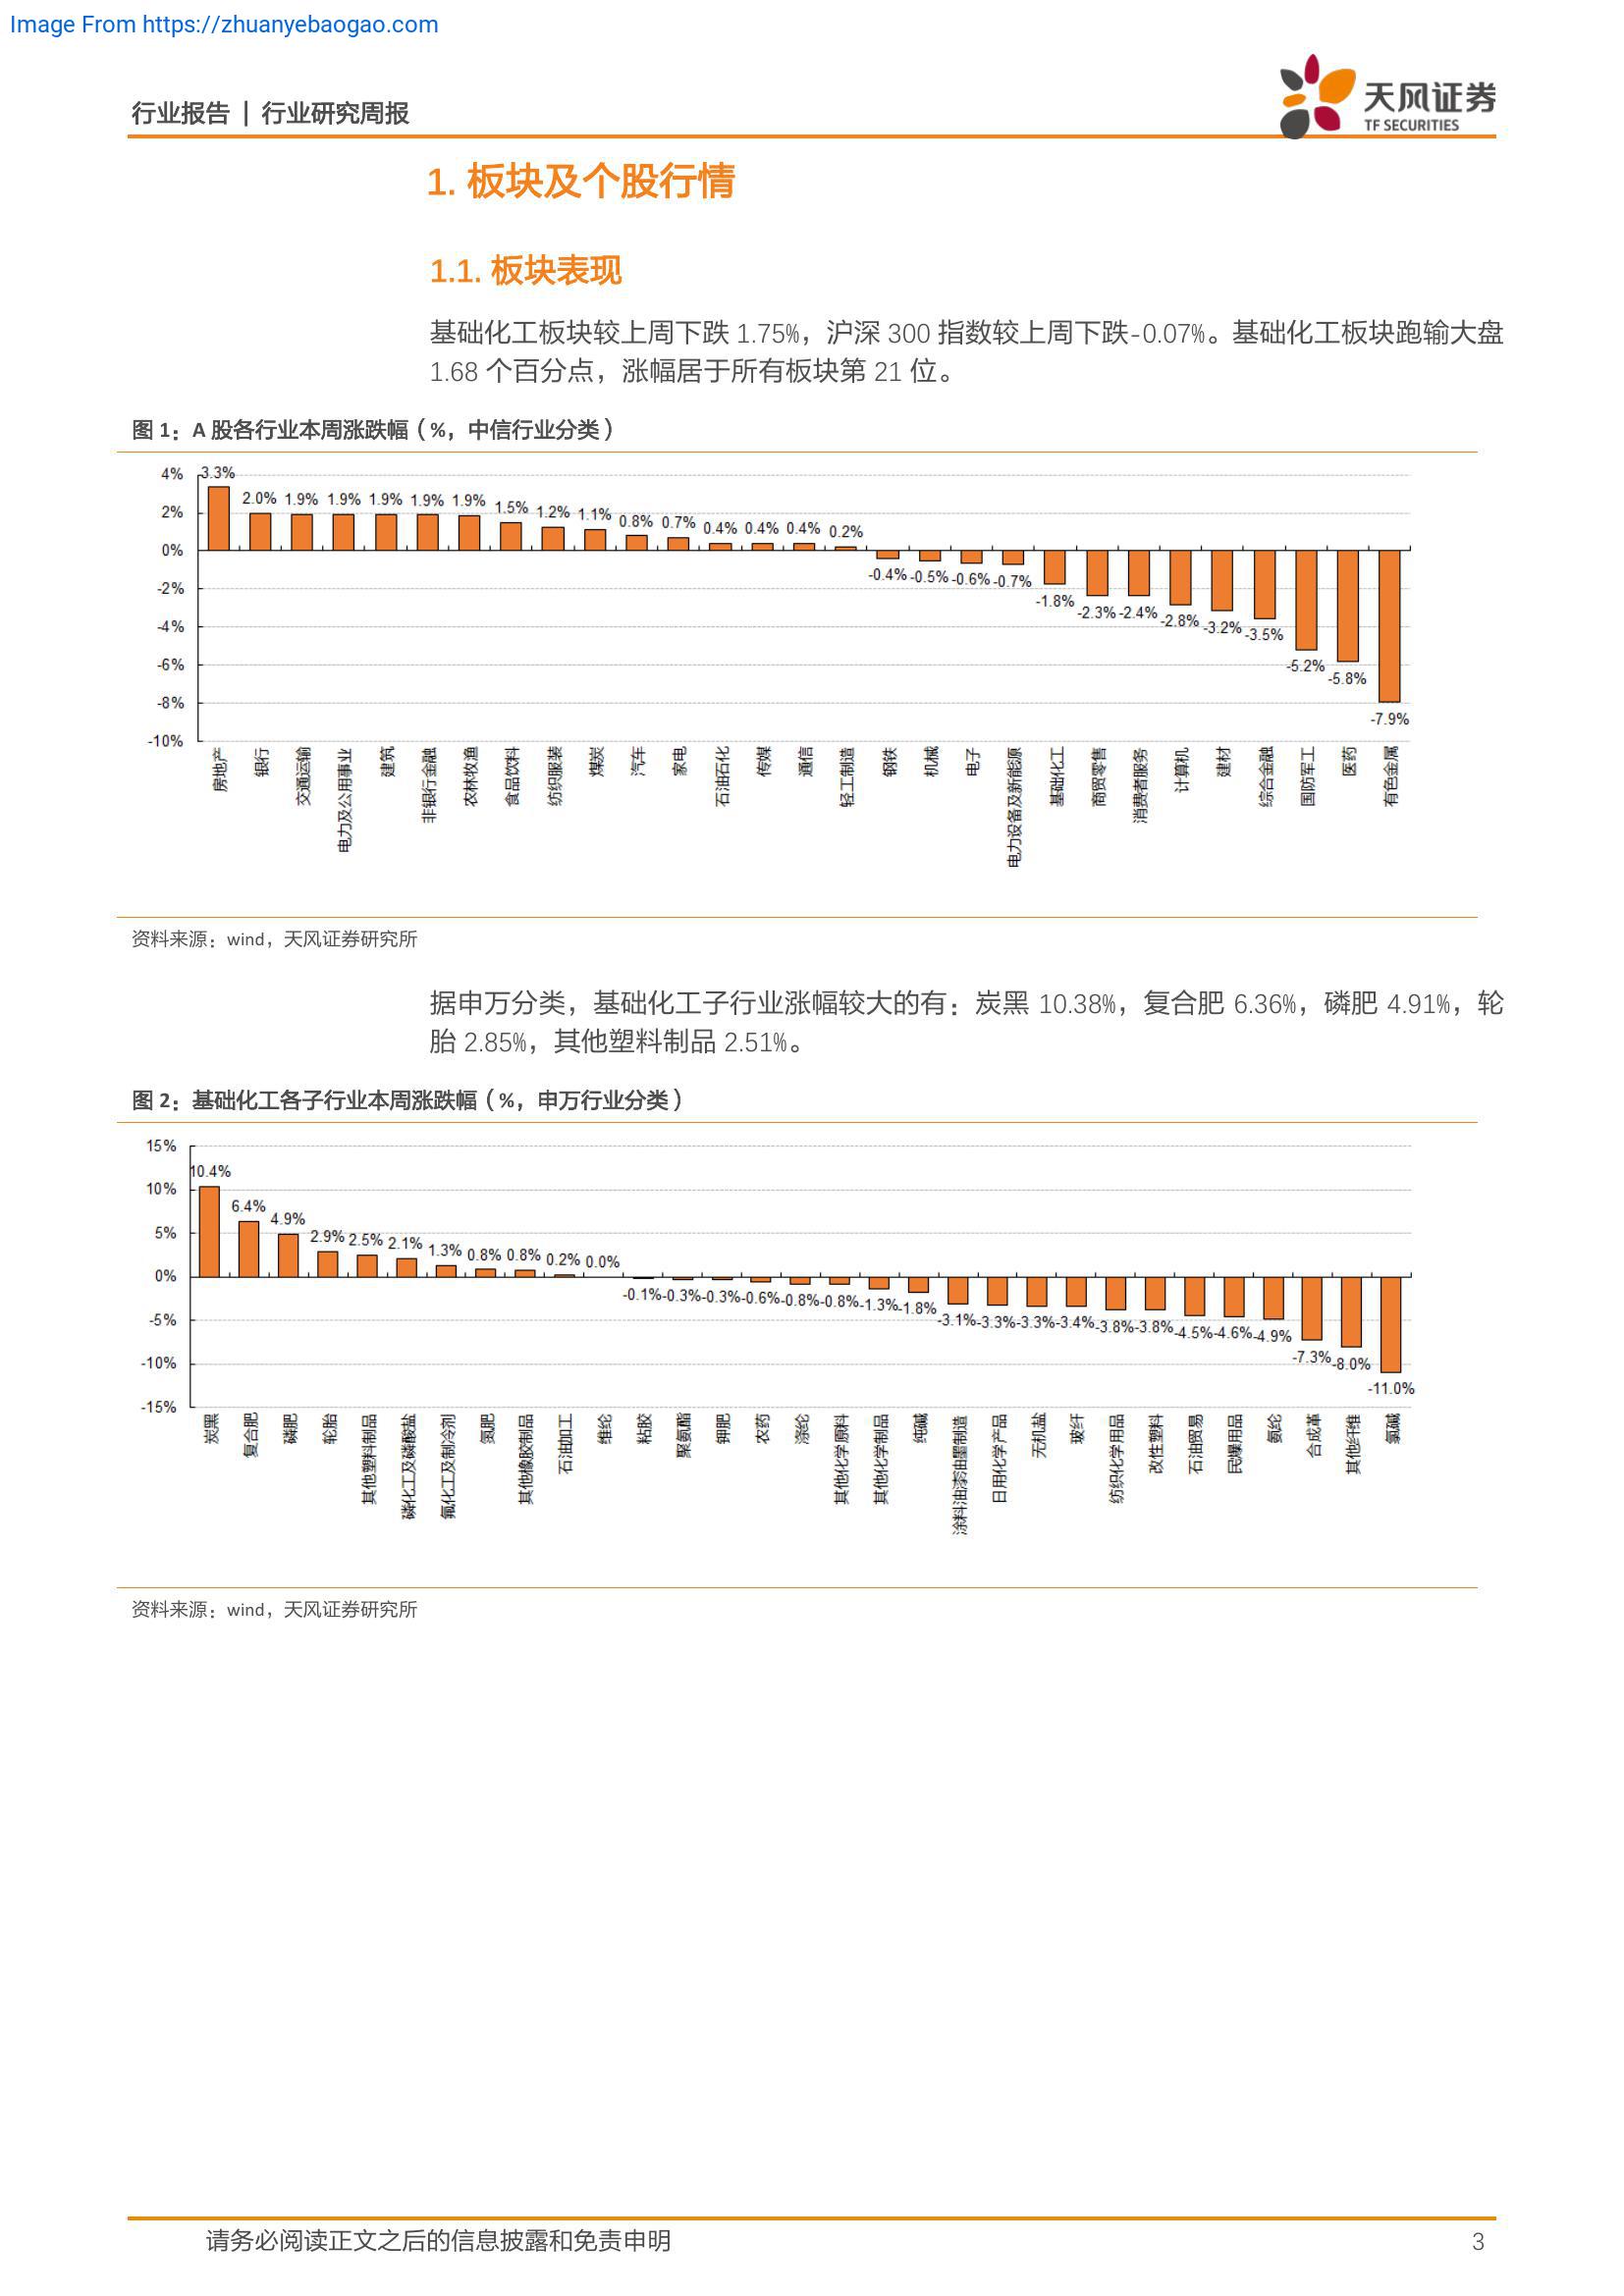 Image From https://zhuanyebaogao.com
行业报告 | 行业研究周报
天风证券
TF SECURITIES
1. 板块及个股行情
1.1. 板块表现
基础化工板块较上周下跌 1.75%，沪深 300 指数较上周下跌-0.07%。基础化工板块跑输大盘
1.68 个百分点，涨幅居于所有板块第 21 位。
图 1：A 股各行业本周涨跌幅（%，中信行业分类）
4%
2%
0%
-2%
-4%
-6%
-8%
-10%
3.3% 2.0% 1.9% 1.9% 1.9% 1.9% 1.9% 1.5% 1.2% 1.1% 0.8% 0.7% 0.4% 0.4% 0.4% 0.2% -0.4% -0.5% -0.6% -0.7% -1.8% -2.3% -2.4% -2.8% -3.2% -3.5% -5.2% -5.8% -7.9%
房地产 银行 交通运输 电力及公用事业 建筑 非银行金融 农林牧渔 食品饮料 纺织服装 煤炭 汽车 家电 石油石化 传媒 通信 轻工制造 钢铁 机械 电子 电力设备及新能源 基础化工 商贸零售 消费者服务 计算机 建材 综合金融 国防军工 医药 有色金属
资料来源：wind，天风证券研究所
据申万分类，基础化工子行业涨幅较大的有：炭黑 10.38%，复合肥 6.36%，磷肥 4.91%，轮
胎 2.85%，其他塑料制品 2.51%。
图 2：基础化工各子行业本周涨跌幅（%，申万行业分类）
15%
10%
5%
0%
-5%
-10%
-15%
10.4% 6.4% 4.9% 2.9% 2.5% 2.1% 1.3% 0.8% 0.8% 0.2% 0.0% -0.1% -0.3% -0.3% -0.6% -0.8% -0.8% -1.3% -1.8% -3.1% -3.3% -3.3% -3.4% -3.8% -3.8% -4.5% -4.6% -4.9% -7.3% -8.0% -11.0%
炭黑 复合肥 磷肥 轮胎 其他塑料制品 磷化工及磷酸盐 氟化工及制冷剂 氮肥 其他橡胶制品 石油加工 维纶 粘胶 聚氨酯 钾肥 农药 涤纶 其他化学原料 其他化学制品 纯碱 涂料油漆油墨制造 日用化学产品 无机盐 玻纤 纺织化学用品 改性塑料 石油贸易 民爆用品 氨纶 合成革 其他纤维 氯碱
资料来源：wind，天风证券研究所
请务必阅读正文之后的信息披露和免责申明
3